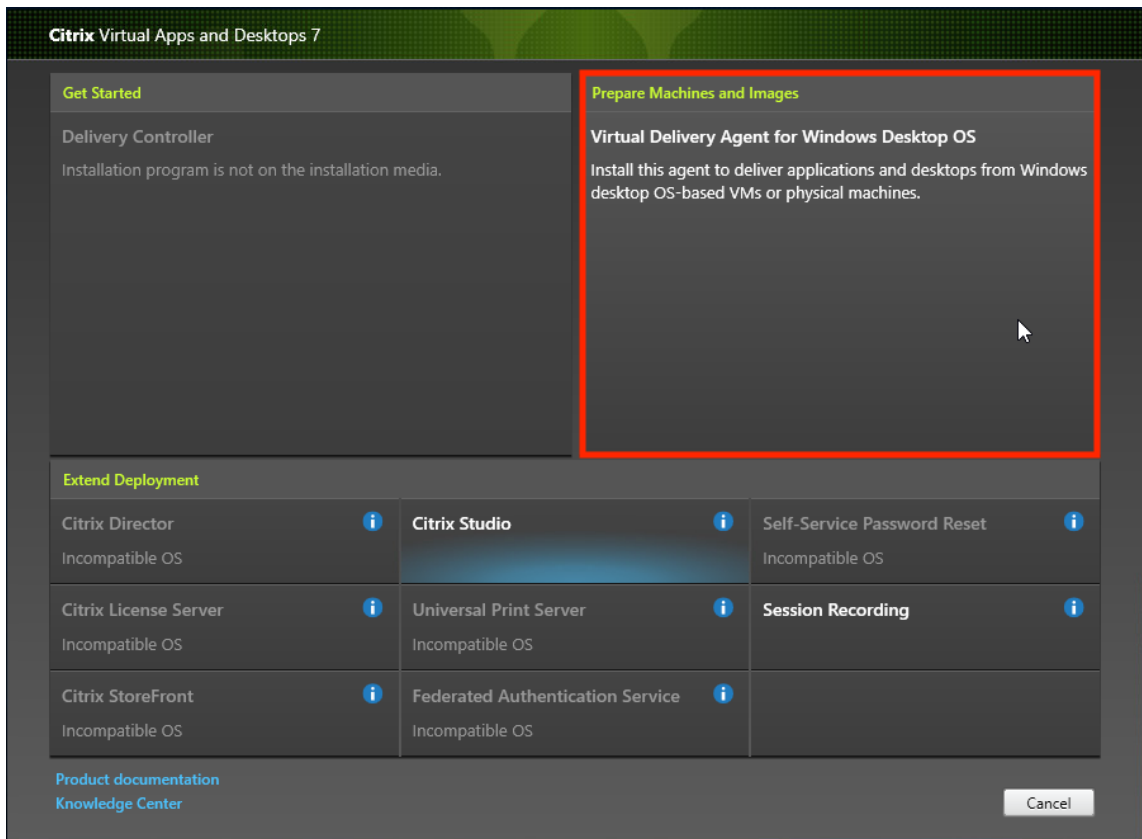 Citrix Virtual Apps and Desktops 7
Get Started
Delivery Controller
Installation program is not on the installation media.
Prepare Machines and Images
Virtual Delivery Agent for Windows Desktop OS
Install this agent to deliver applications and desktops from Windows
desktop OS-based VMs or physical machines.
Extend Deployment
Citrix Director
Incompatible OS
Citrix Studio
Self-Service Password Reset
Incompatible OS
Citrix License Server
Incompatible OS
Universal Print Server
Incompatible OS
Session Recording
Citrix StoreFront
Incompatible OS
Federated Authentication Service
Incompatible OS
Product documentation
Knowledge Center
Cancel